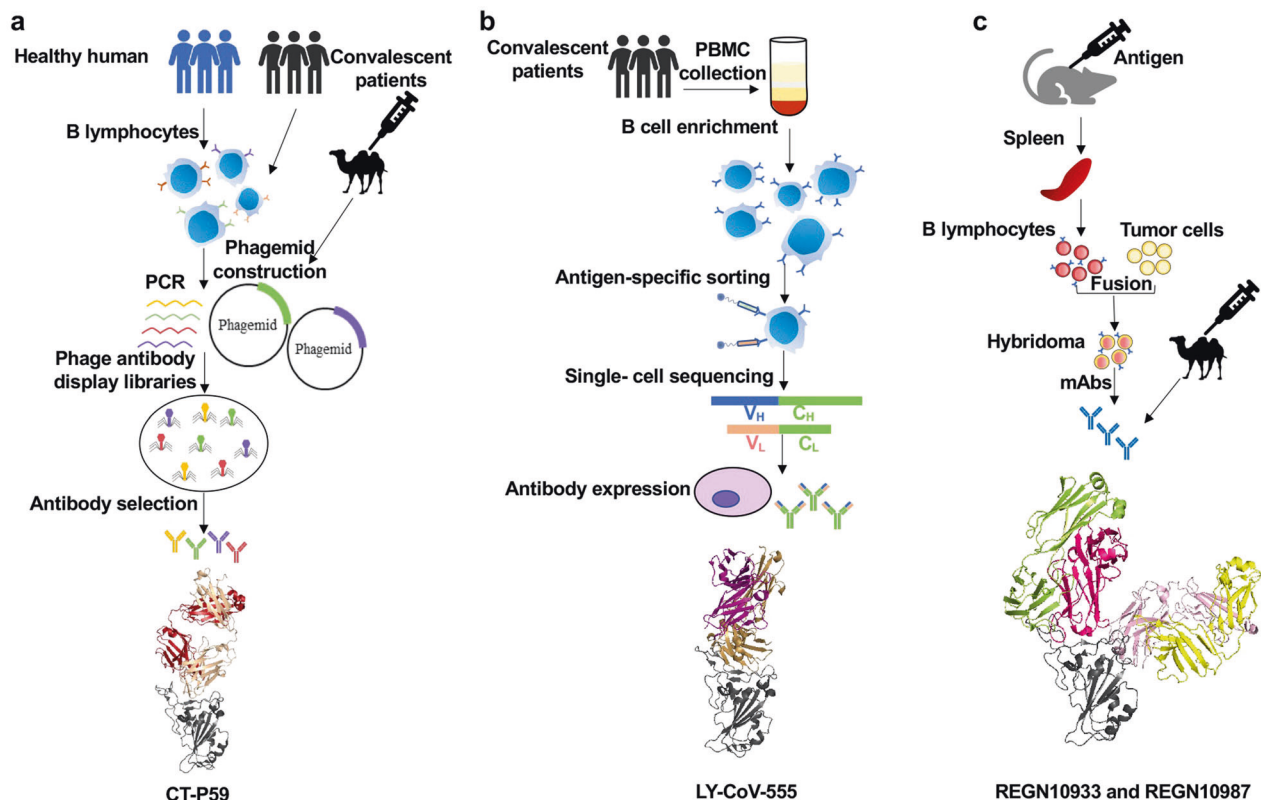 a
Healthy human
Convalescent
patients
B lymphocytes
Phagemid
construction
PCR
Phagemid
Phagemid
Phage antibody
display libraries
Antibody selection
CT-P59
b
Convalescent
patients
PBMC
collection
B cell enrichment
Antigen-specific sorting
Single- cell sequencing
VH
CH
VL
CL
Antibody expression
LY-CoV-555
c
Antigen
Spleen
B lymphocytes
Tumor cells
Fusion
Hybridoma
mAbs
REGN10933 and REGN10987